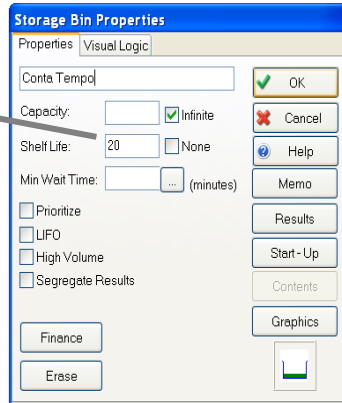 Storage Bin Properties
Properties Visual Logic
Conta Tempo
OK
Capacity: Infinite
Cancel
Shelf Life: 20 None
Help
Min Wait Time: ... (minutes)
Memo
Prioritize
Results
LIFO
High Volume
Start-Up
Segregate Results
Contents
Graphics
Finance
Erase